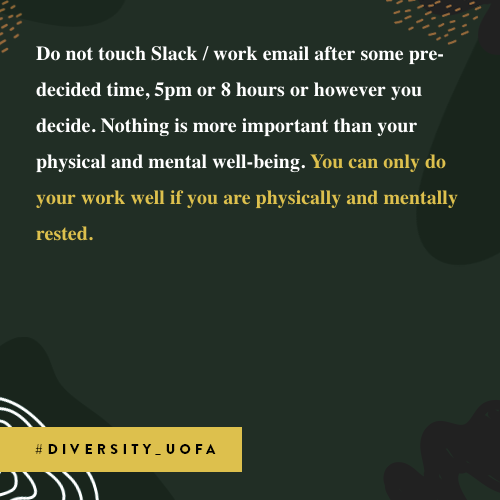 Do not touch Slack / work email after some pre-
decided time, 5pm or 8 hours or however you
decide. Nothing is more important than your
physical and mental well-being. You can only do
your work well if you are physically and mentally
rested.
#DIVERSITY_UOFA